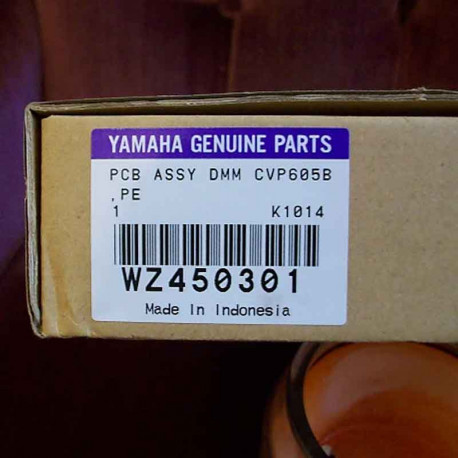 YAMAHA GENUINE PARTS
PCB ASSY DMM CVP605B
,PE
1 K1014
WZ450301
Made In Indonesia